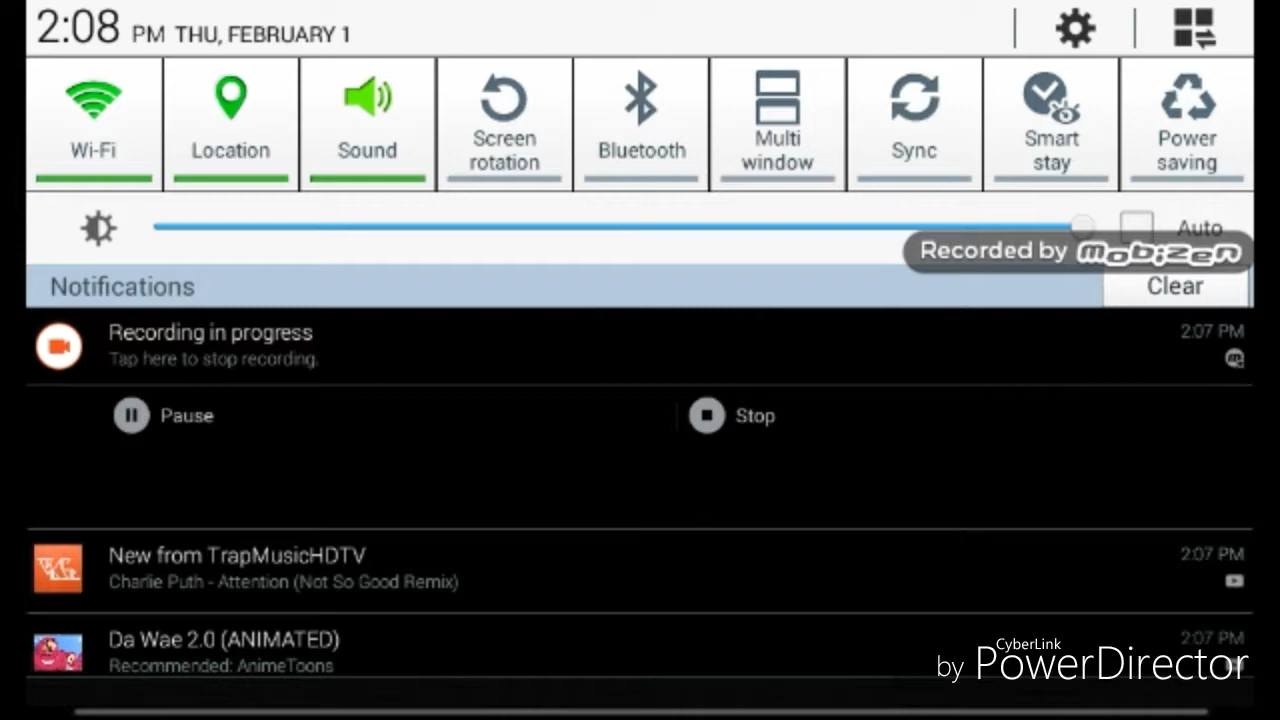 2:08 PM THU, FEBRUARY 1
Wi-Fi
Location
Sound
Screen
rotation
Bluetooth
Multi
window
Sync
Smart
stay
Power
saving
Auto
Recorded by mobizen
Notifications
Clear
Recording in progress
2:07 PM
Tap here to stop recording.
Pause
Stop
New from TrapMusicHDTV
2:07 PM
Charlie Puth - Attention (Not So Good Remix)
Da Wae 2.0 (ANIMATED)
2:07 PM
Recommended: AnimeToons
CyberLink
by PowerDirector